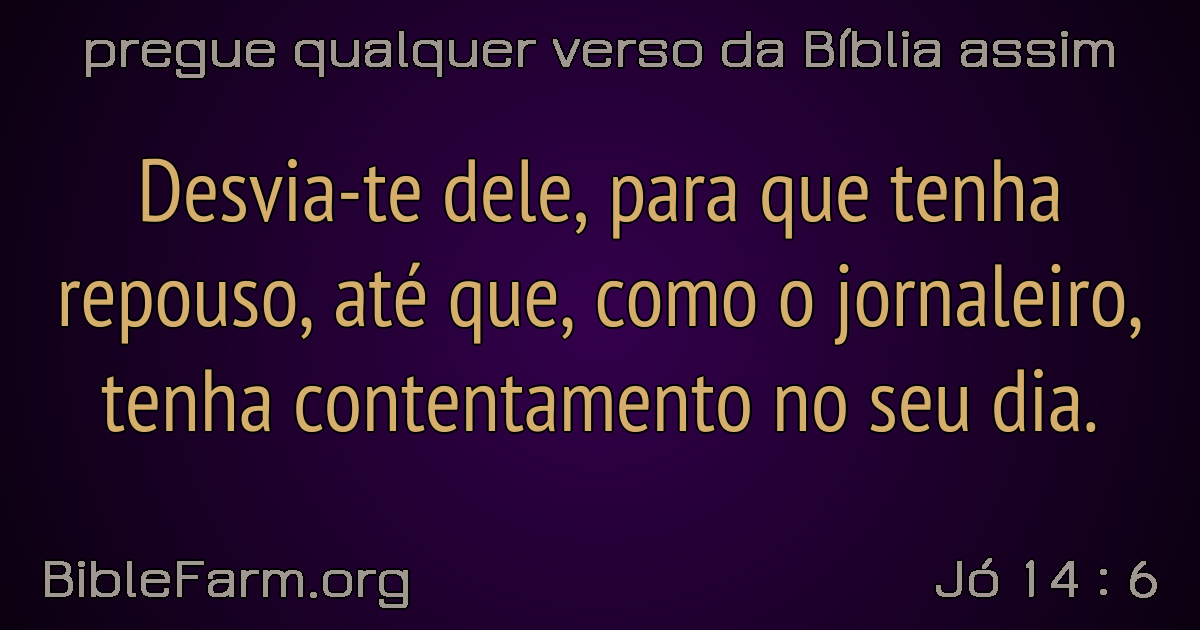 pregue qualquer verso da Bíblia assim
Desvia-te dele, para que tenha
repouso, até que, como o jornaleiro,
tenha contentamento no seu dia.
BibleFarm.org
Jó 14 : 6